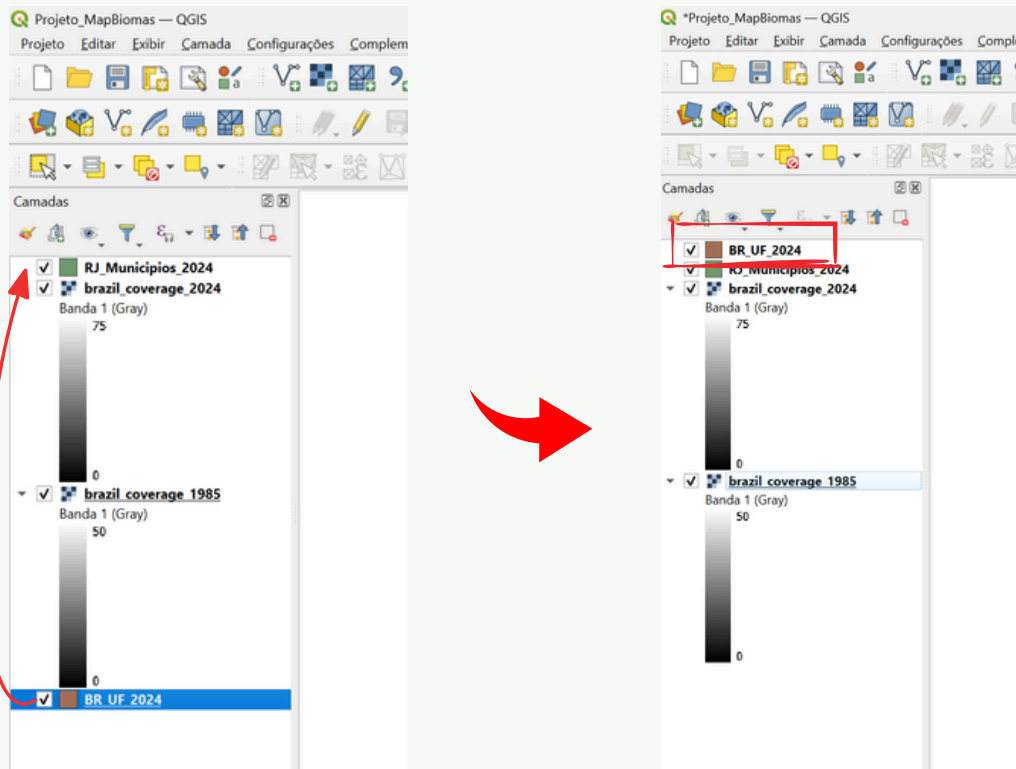 Projeto_MapBiomas — QGIS
Projeto Editar Exibir Camada Configurações Complem
Camadas
RJ_Municipios_2024
brazil_coverage_2024
Banda 1 (Gray)
75
0
brazil_coverage_1985
Banda 1 (Gray)
50
0
BR_UF_2024
*Projeto_MapBiomas — QGIS
Projeto Editar Exibir Camada Configurações Comple
Camadas
BR_UF_2024
RJ_Municipios_2024
brazil_coverage_2024
Banda 1 (Gray)
75
0
brazil_coverage_1985
Banda 1 (Gray)
50
0